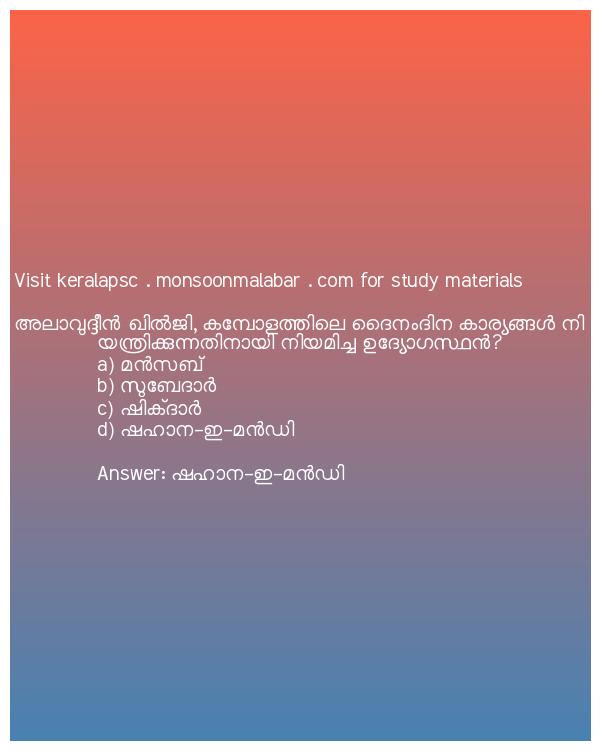 Visit keralapsc . monsoonmalabar . com for study materials
അലാവുദ്ദീൻ ഖിൽജി, കമ്പോളത്തിലെ ദൈനംദിന കാര്യങ്ങൾ നി
യന്ത്രിക്കുന്നതിനായി നിയമിച്ച ഉദ്യോഗസ്ഥൻ?
a) മൻസബ്
b) സുബേദാർ
c) ഷിക്ദാർ
d) ഷഹാന-ഇ-മൻഡി
Answer: ഷഹാന-ഇ-മൻഡി